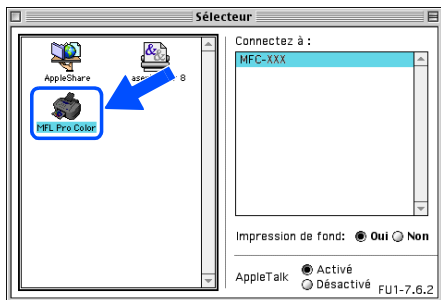 Sélecteur
Connectez à :
MFC-XXX
AppleShare
8
MFL Pro Color
Impression de fond: Oui Non
AppleTalk Activé
Désactivé FU1-7.6.2